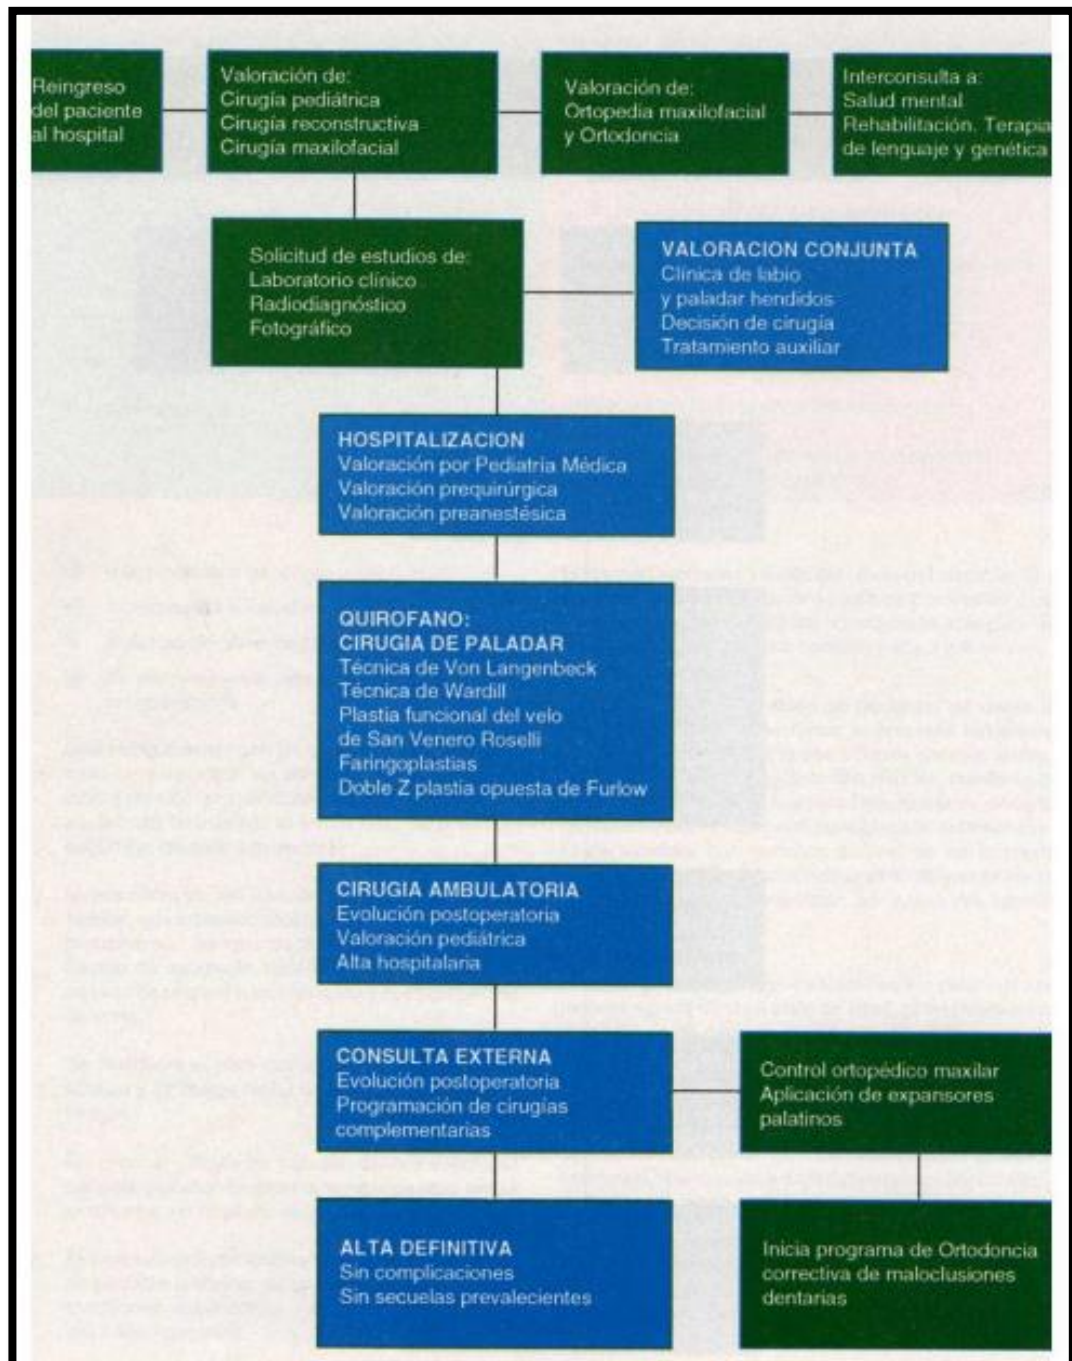 Reingreso
del paciente
al hospital
Valoración de:
Cirugía pediátrica
Cirugía reconstructiva
Cirugía maxilofacial
Valoración de:
Ortopedia maxilofacial
y Ortodoncia
Interconsulta a:
Salud mental
Rehabilitación. Terapia
de lenguaje y genética
Solicitud de estudios de:
Laboratorio clínico
Radiodiagnóstico
Fotográfico
VALORACION CONJUNTA
Clínica de labio
y paladar hendidos
Decisión de cirugía
Tratamiento auxiliar
HOSPITALIZACION
Valoración por Pediatría Médica
Valoración prequirúrgica
Valoración preanestésica
QUIROFANO:
CIRUGIA DE PALADAR
Técnica de Von Langenbeck
Técnica de Wardill
Plastia funcional del velo
de San Venero Roselli
Faringoplastias
Doble Z plastia opuesta de Furlow
CIRUGIA AMBULATORIA
Evolución postoperatoria
Valoración pediátrica
Alta hospitalaria
CONSULTA EXTERNA
Evolución postoperatoria
Programación de cirugías
complementarias
Control ortopédico maxilar
Aplicación de expansores
palatinos
ALTA DEFINITIVA
Sin complicaciones
Sin secuelas prevalecientes
Inicia programa de Ortodoncia
correctiva de maloclusiones
dentarias